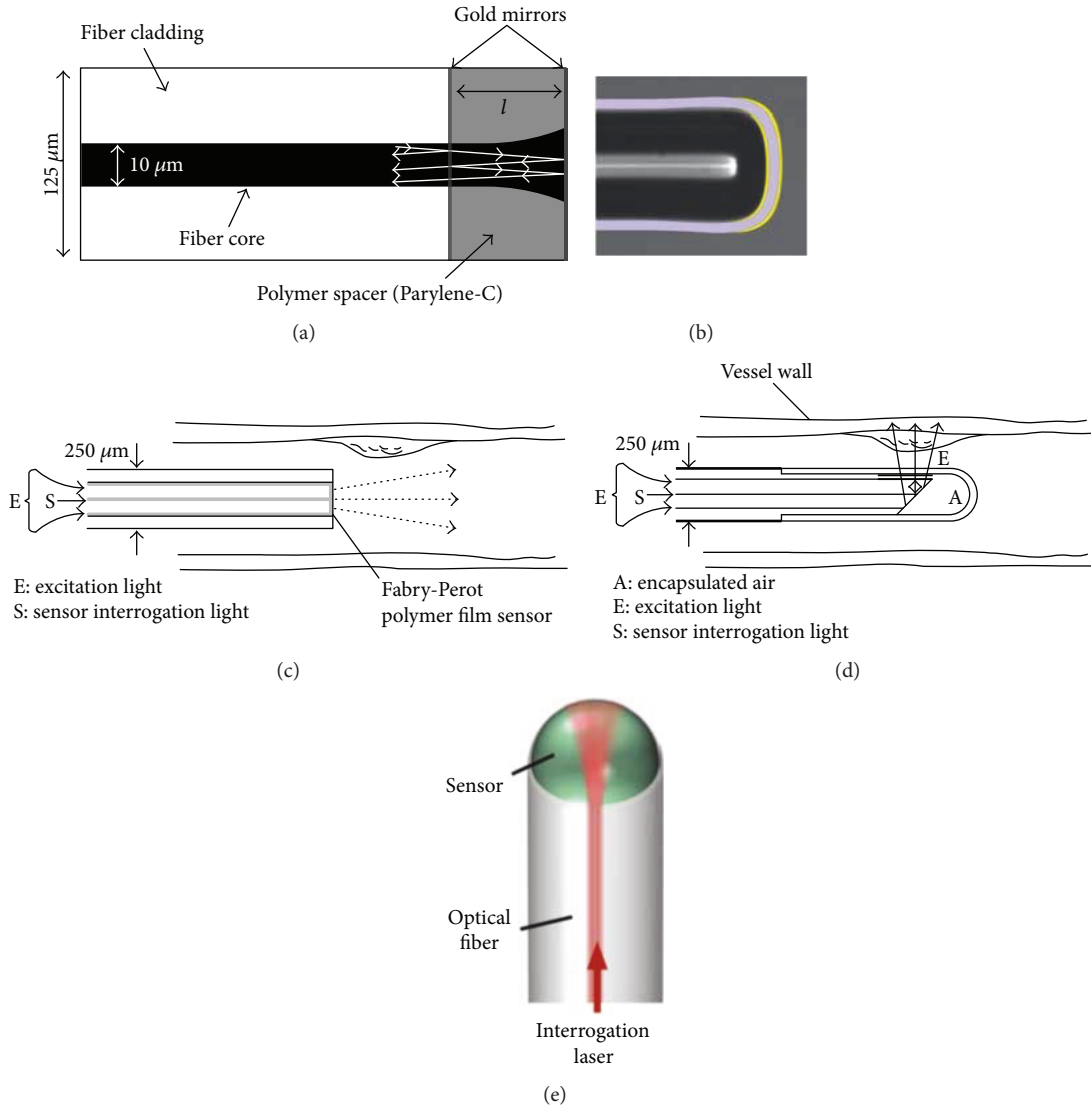 Gold mirrors
Fiber cladding
l
125 μm
10 μm
Fiber core
Polymer spacer (Parylene-C)
(a)
(b)
250 μm
E
S
E: excitation light
S: sensor interrogation light
Fabry-Perot
polymer film sensor
(c)
Vessel wall
250 μm
E
E
S
A
A: encapsulated air
E: excitation light
S: sensor interrogation light
(d)
Sensor
Optical
fiber
Interrogation
laser
(e)